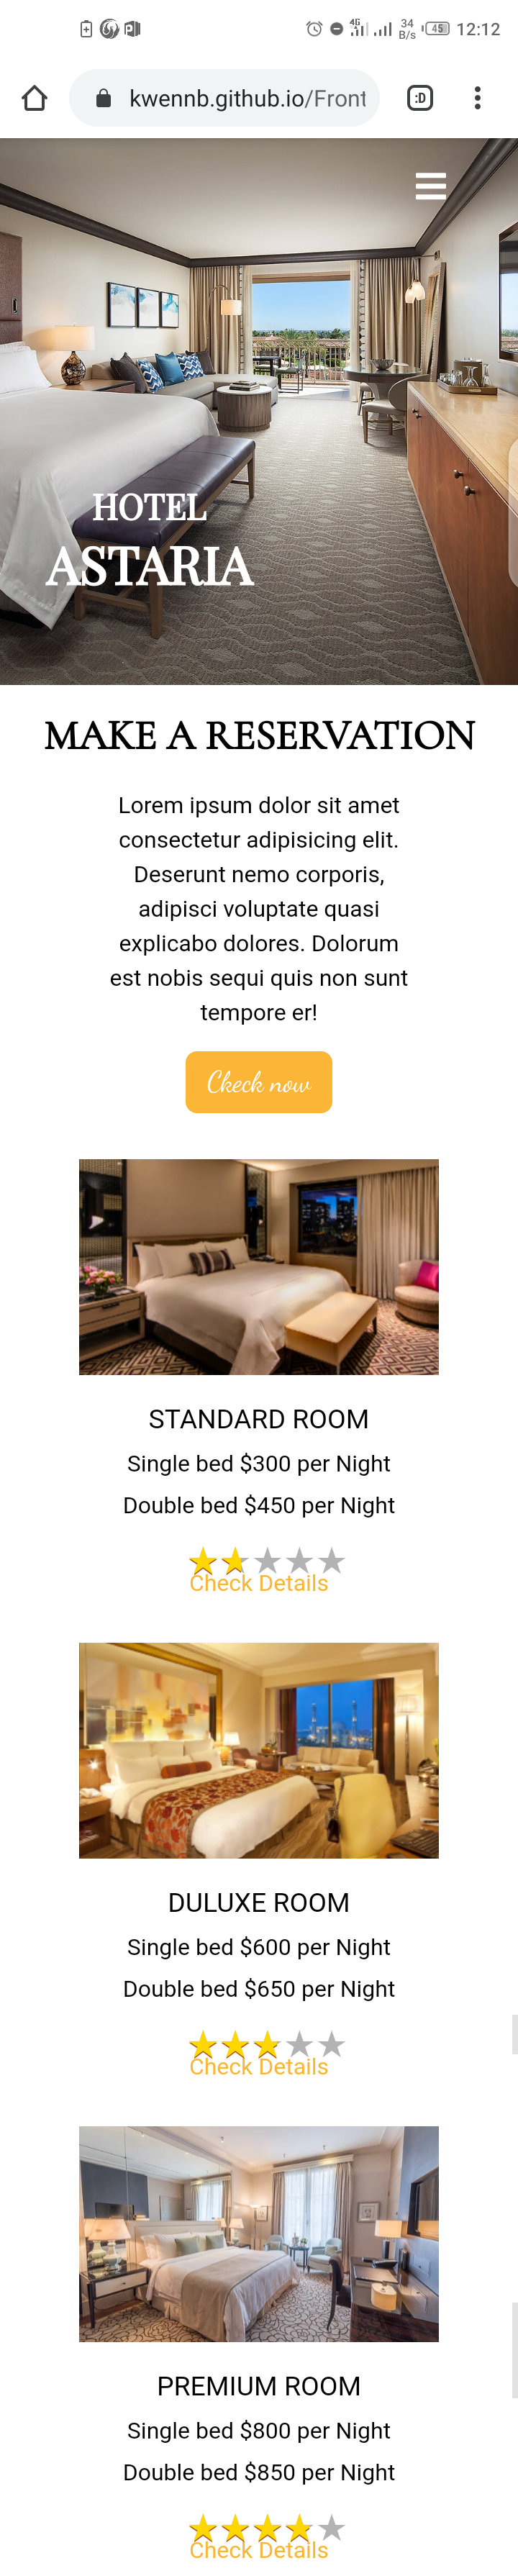 4G
34
B/s
45
12:12
kwennb.github.io/Front
:D
HOTEL
ASTARIA
MAKE A RESERVATION
Lorem ipsum dolor sit amet
consectetur adipisicing elit.
Deserunt nemo corporis,
adipisci voluptate quasi
explicabo dolores. Dolorum
est nobis sequi quis non sunt
tempore er!
Ckeck now
STANDARD ROOM
Single bed $300 per Night
Double bed $450 per Night
Check Details
DULUXE ROOM
Single bed $600 per Night
Double bed $650 per Night
Check Details
PREMIUM ROOM
Single bed $800 per Night
Double bed $850 per Night
Check Details